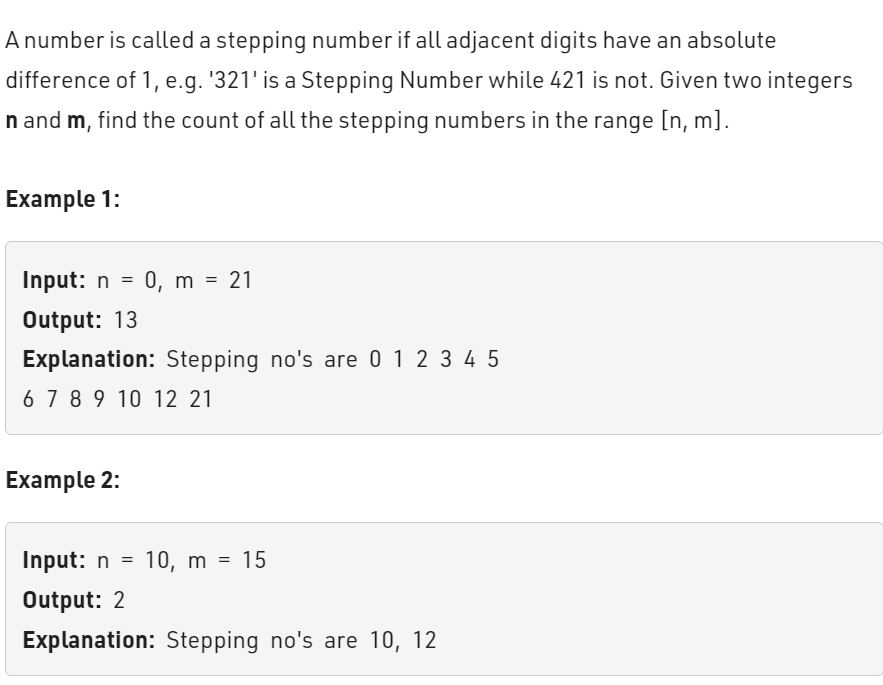 A number is called a stepping number if all adjacent digits have an absolute
difference of 1, e.g. '321' is a Stepping Number while 421 is not. Given two integers
n and m, find the count of all the stepping numbers in the range [n, m].
Example 1:
Input: n = 0, m = 21
Output: 13
Explanation: Stepping no's are 0 1 2 3 4 5
6 7 8 9 10 12 21
Example 2:
Input: n = 10, m = 15
Output: 2
Explanation: Stepping no's are 10, 12